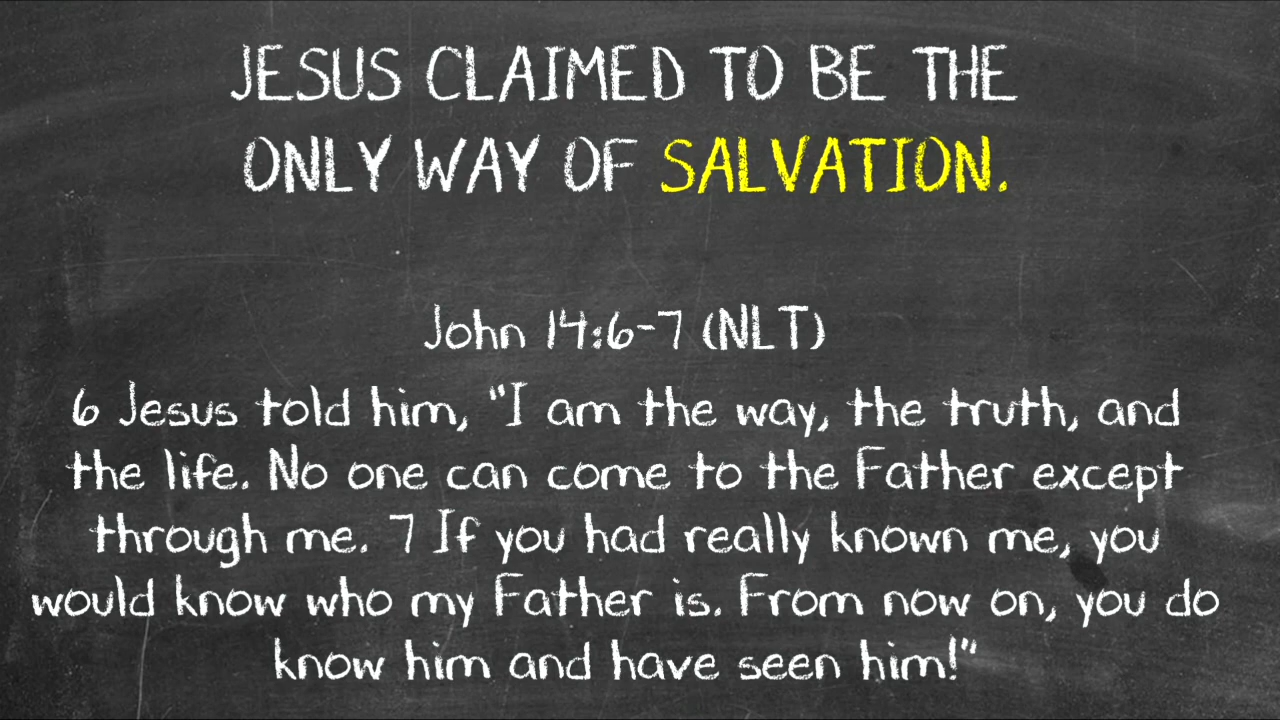 JESUS CLAIMED TO BE THE
ONLY WAY OF SALVATION.
John 14:6-7 (NLT)
6 Jesus told him, "I am the way, the truth, and
the life. No one can come to the Father except
through me. 7 If you had really known me, you
would know who my Father is. From now on, you do
know him and have seen him!"